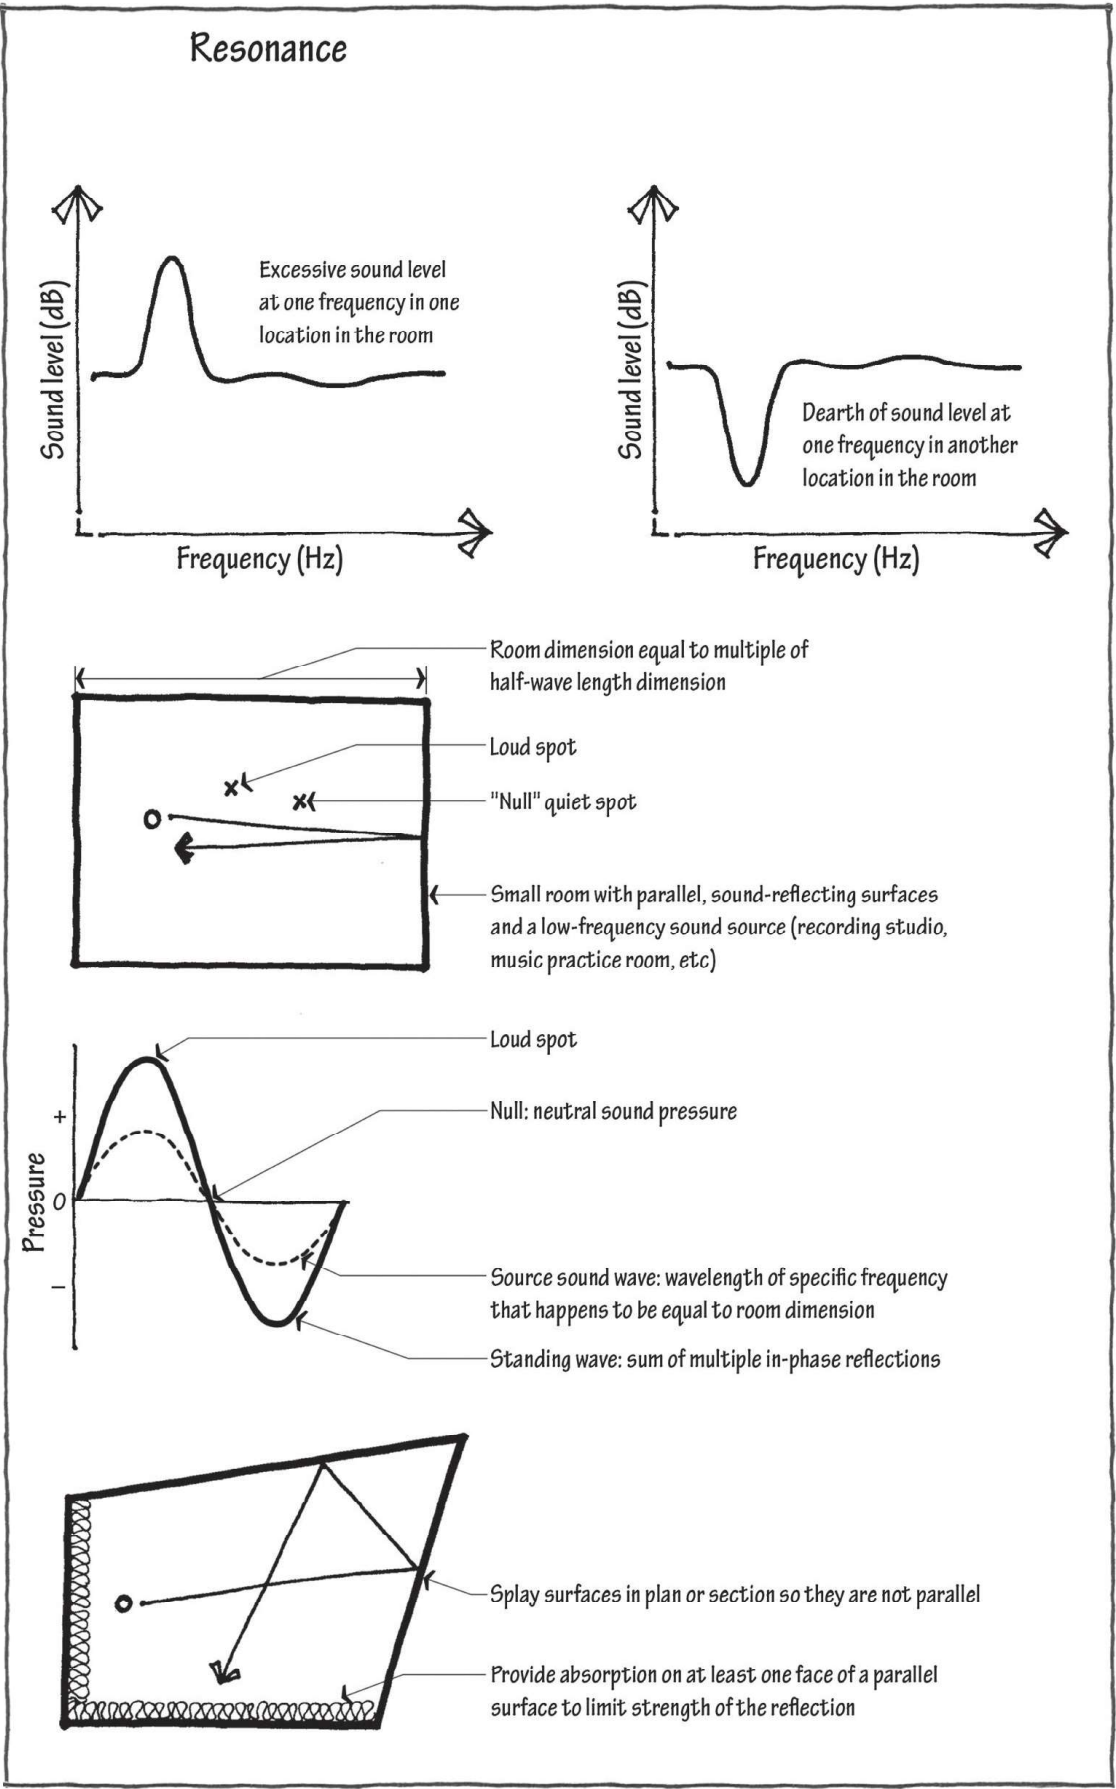 Resonance
Sound level (dB)
Excessive sound level
at one frequency in one
location in the room
Frequency (Hz)
Sound level (dB)
Dearth of sound level at
one frequency in another
location in the room
Frequency (Hz)
Room dimension equal to multiple of
half-wave length dimension
Loud spot
"Null" quiet spot
Small room with parallel, sound-reflecting surfaces
and a low-frequency sound source (recording studio,
music practice room, etc)
Loud spot
Null: neutral sound pressure
Pressure
+
0
–
Source sound wave: wavelength of specific frequency
that happens to be equal to room dimension
Standing wave: sum of multiple in-phase reflections
Splay surfaces in plan or section so they are not parallel
Provide absorption on at least one face of a parallel
surface to limit strength of the reflection